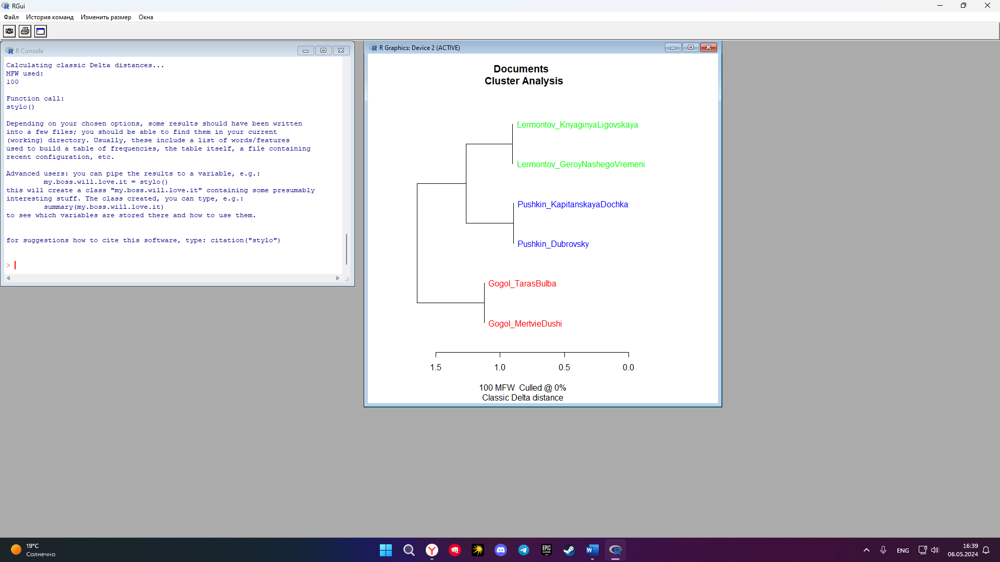 RGui
Файл История команд Изменить размер Окна
R Console
Calculating classic Delta distances...
MFW used:
100
Function call:
stylo()
Depending on your chosen options, some results should have been written
into a few files; you should be able to find them in your current
(working) directory. Usually, these include a list of words/features
used to build a table of frequencies, the table itself, a file containing
recent configuration, etc.
Advanced users: you can pipe the results to a variable, e.g.:
my.boss.will.love.it = stylo()
this will create a class "my.boss.will.love.it" containing some presumably
interesting stuff. The class created, you can type, e.g.:
summary(my.boss.will.love.it)
to see which variables are stored there and how to use them.
for suggestions how to cite this software, type: citation("stylo")
>
R Graphics: Device 2 (ACTIVE)
Documents
Cluster Analysis
Lermontov_KnyaginyaLigovskaya
Lermontov_GeroyNashegoVremeni
Pushkin_KapitanskayaDochka
Pushkin_Dubrovsky
Gogol_TarasBulba
Gogol_MertvieDushi
1.5 1.0 0.5 0.0
100 MFW Culled @ 0%
Classic Delta distance
19°C
Солнечно
EPIC
GAMES
ENG
16:39
06.05.2024